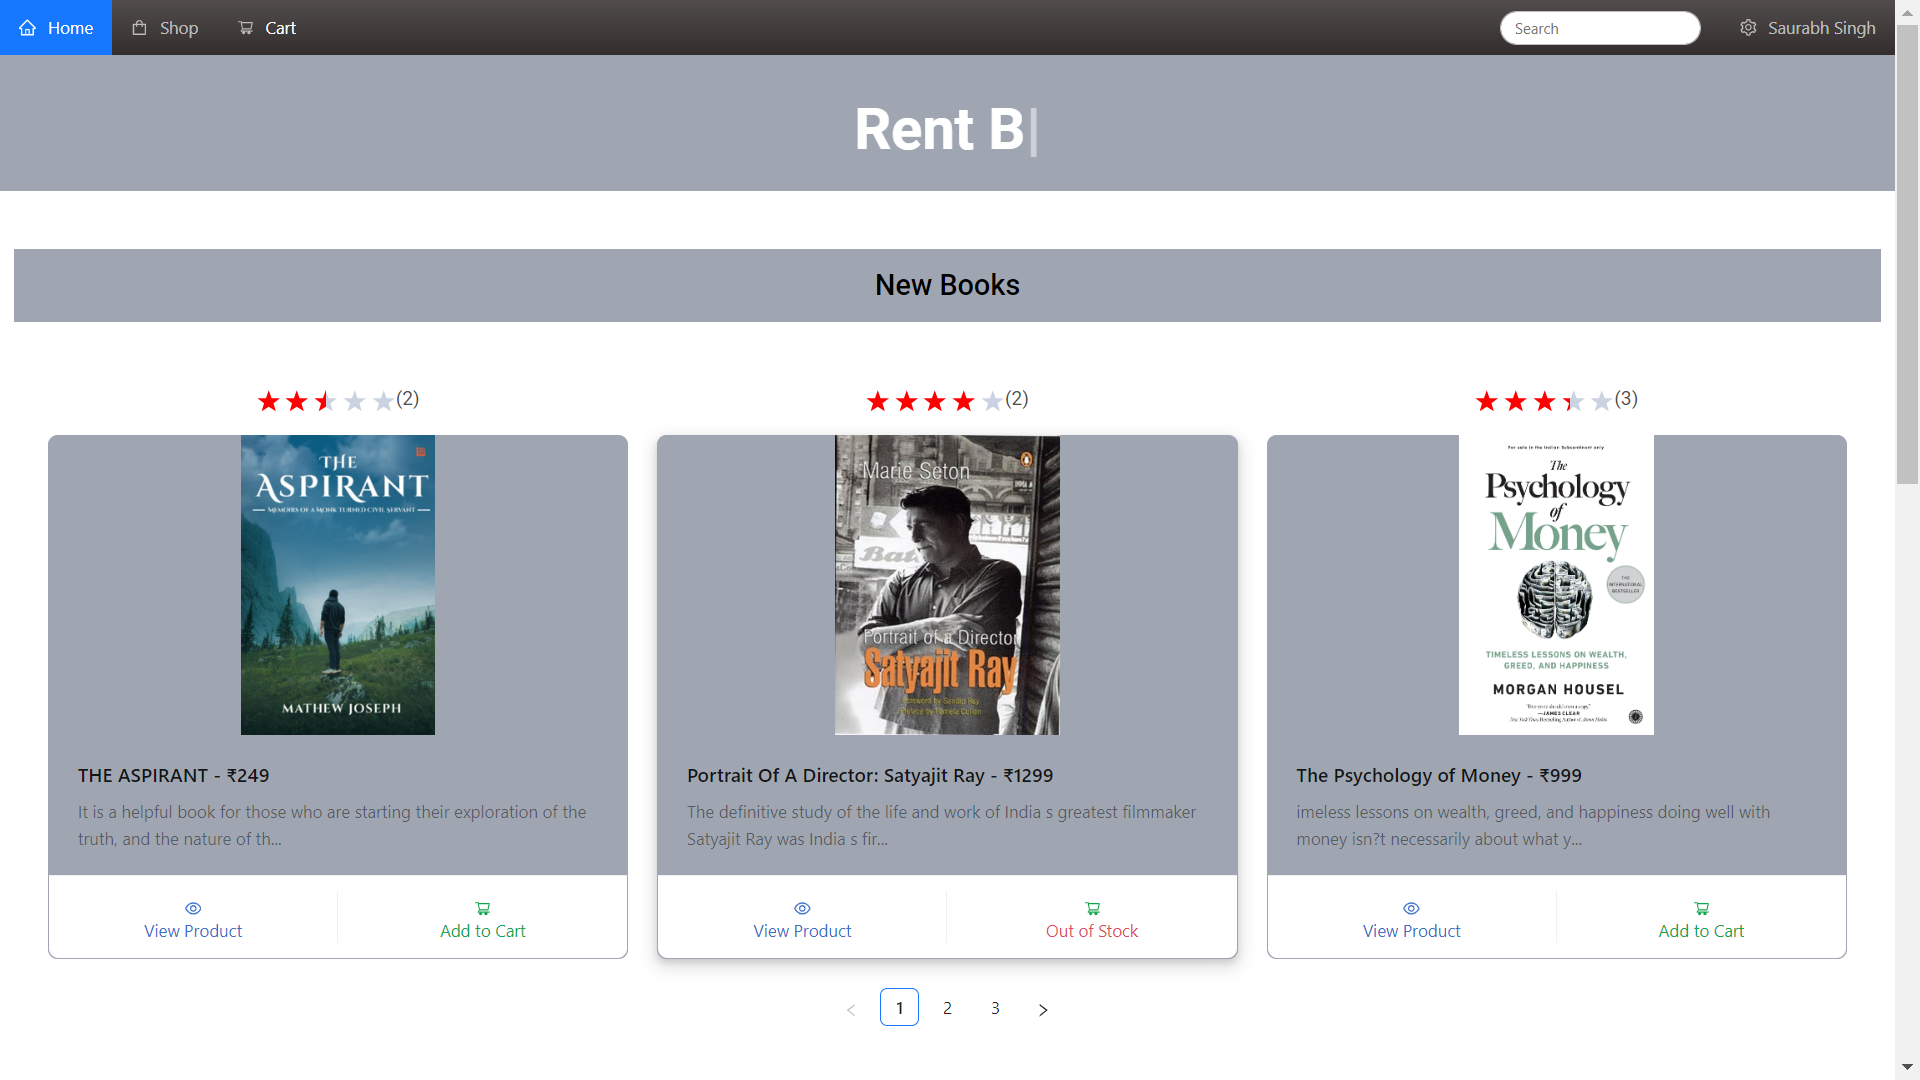 Home
Shop
Cart
Search
Saurabh Singh
Rent B
New Books
(2)
(2)
(3)
THE
ASPIRANT
MEMOIRS OF A MONK TURNED CIVIL SERVANT
MATHEW JOSEPH
Marie Seton
Bat
Portrait of a Director
Satyajit Ray
Foreword by Sandip Ray
Preface by Pamela Cullen
For sale in the Indian Subcontinent only
The
Psychology
of
Money
THE
INTERNATIONAL
BESTSELLER
TIMELESS LESSONS ON WEALTH,
GREED, AND HAPPINESS
MORGAN HOUSEL
—JAMES CLEAR
THE ASPIRANT - ₹249
It is a helpful book for those who are starting their exploration of the
truth, and the nature of th...
Portrait Of A Director: Satyajit Ray - ₹1299
The definitive study of the life and work of India s greatest filmmaker
Satyajit Ray was India s fir...
The Psychology of Money - ₹999
imeless lessons on wealth, greed, and happiness doing well with
money isn?t necessarily about what y...
View Product
Add to Cart
View Product
Out of Stock
View Product
Add to Cart
1
2
3